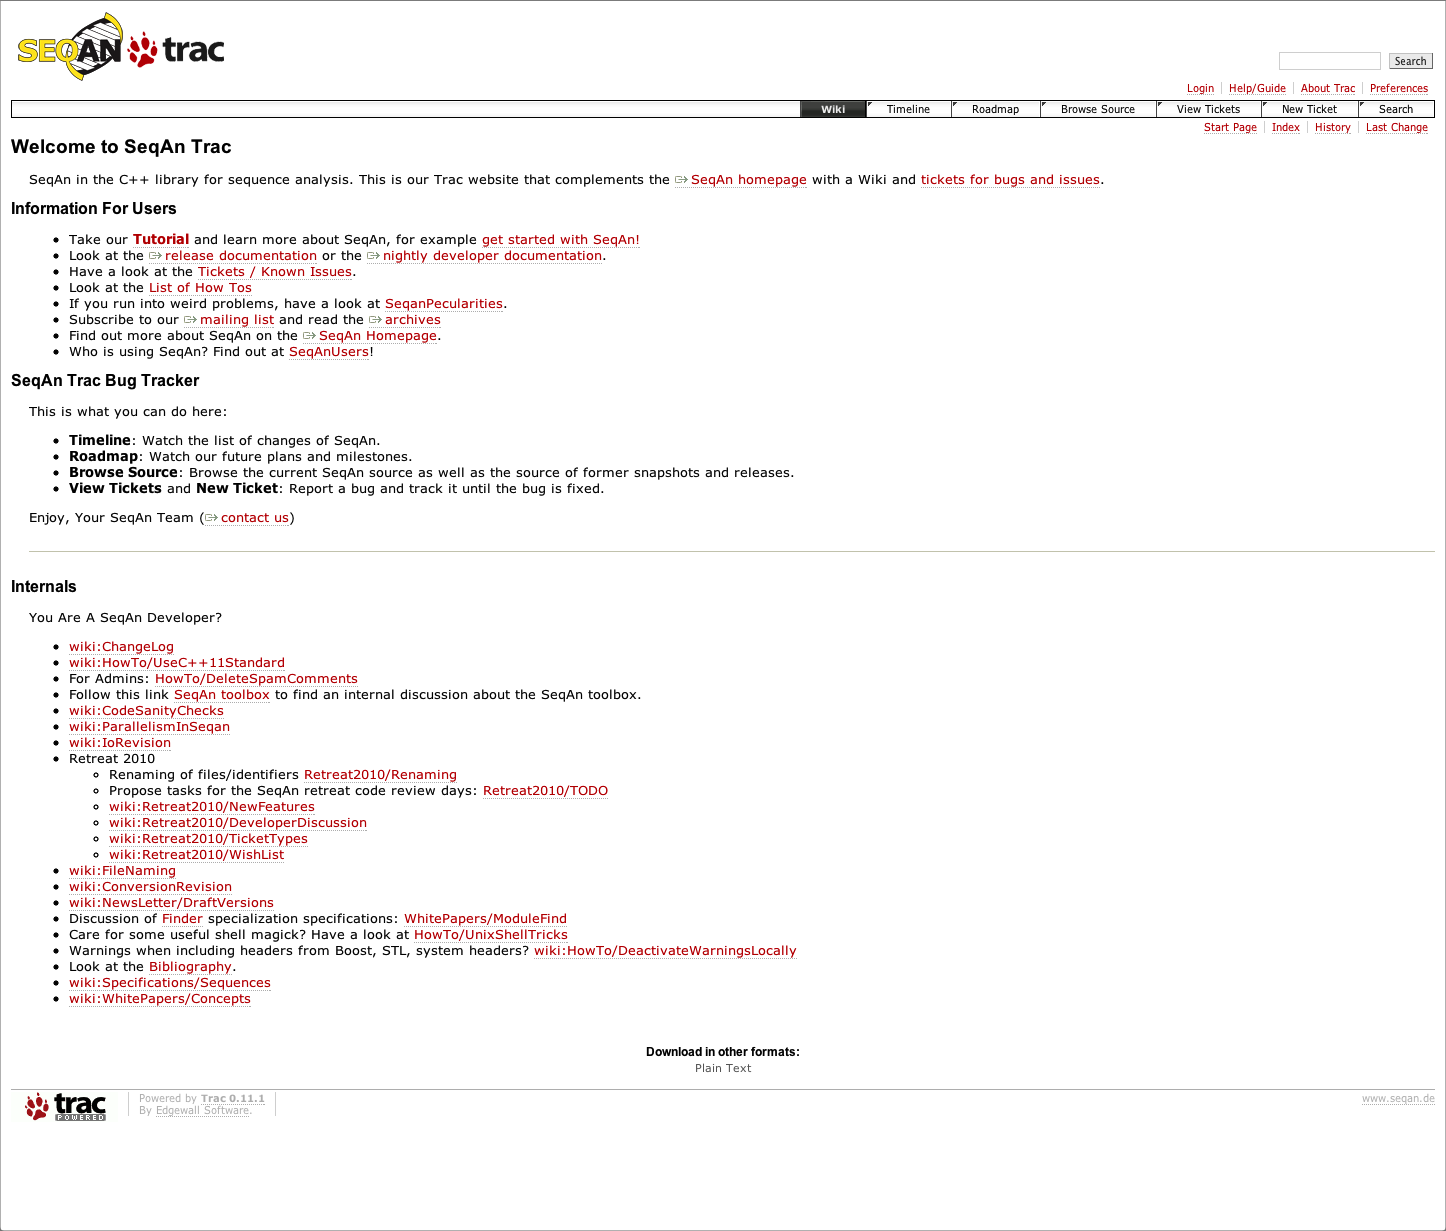 SEQAN trac
Search
Login Help/Guide About Trac Preferences
Wiki Timeline Roadmap Browse Source View Tickets New Ticket Search
Start Page Index History Last Change
Welcome to SeqAn Trac
SeqAn in the C++ library for sequence analysis. This is our Trac website that complements the SeqAn homepage with a Wiki and tickets for bugs and issues.
Information For Users
Take our Tutorial and learn more about SeqAn, for example get started with SeqAn!
Look at the release documentation or the nightly developer documentation.
Have a look at the Tickets / Known Issues.
Look at the List of How Tos
If you run into weird problems, have a look at SeqanPecularities.
Subscribe to our mailing list and read the archives
Find out more about SeqAn on the SeqAn Homepage.
Who is using SeqAn? Find out at SeqAnUsers!
SeqAn Trac Bug Tracker
This is what you can do here:
Timeline: Watch the list of changes of SeqAn.
Roadmap: Watch our future plans and milestones.
Browse Source: Browse the current SeqAn source as well as the source of former snapshots and releases.
View Tickets and New Ticket: Report a bug and track it until the bug is fixed.
Enjoy, Your SeqAn Team (contact us)
Internals
You Are A SeqAn Developer?
wiki:ChangeLog
wiki:HowTo/UseC++11Standard
For Admins: HowTo/DeleteSpamComments
Follow this link SeqAn toolbox to find an internal discussion about the SeqAn toolbox.
wiki:CodeSanityChecks
wiki:ParallelismInSeqan
wiki:IoRevision
Retreat 2010
Renaming of files/identifiers Retreat2010/Renaming
Propose tasks for the SeqAn retreat code review days: Retreat2010/TODO
wiki:Retreat2010/NewFeatures
wiki:Retreat2010/DeveloperDiscussion
wiki:Retreat2010/TicketTypes
wiki:Retreat2010/WishList
wiki:FileNaming
wiki:ConversionRevision
wiki:NewsLetter/DraftVersions
Discussion of Finder specialization specifications: WhitePapers/ModuleFind
Care for some useful shell magick? Have a look at HowTo/UnixShellTricks
Warnings when including headers from Boost, STL, system headers? wiki:HowTo/DeactivateWarningsLocally
Look at the Bibliography.
wiki:Specifications/Sequences
wiki:WhitePapers/Concepts
Download in other formats:
Plain Text
trac POWERED
Powered by Trac 0.11.1
By Edgewall Software.
www.seqan.de